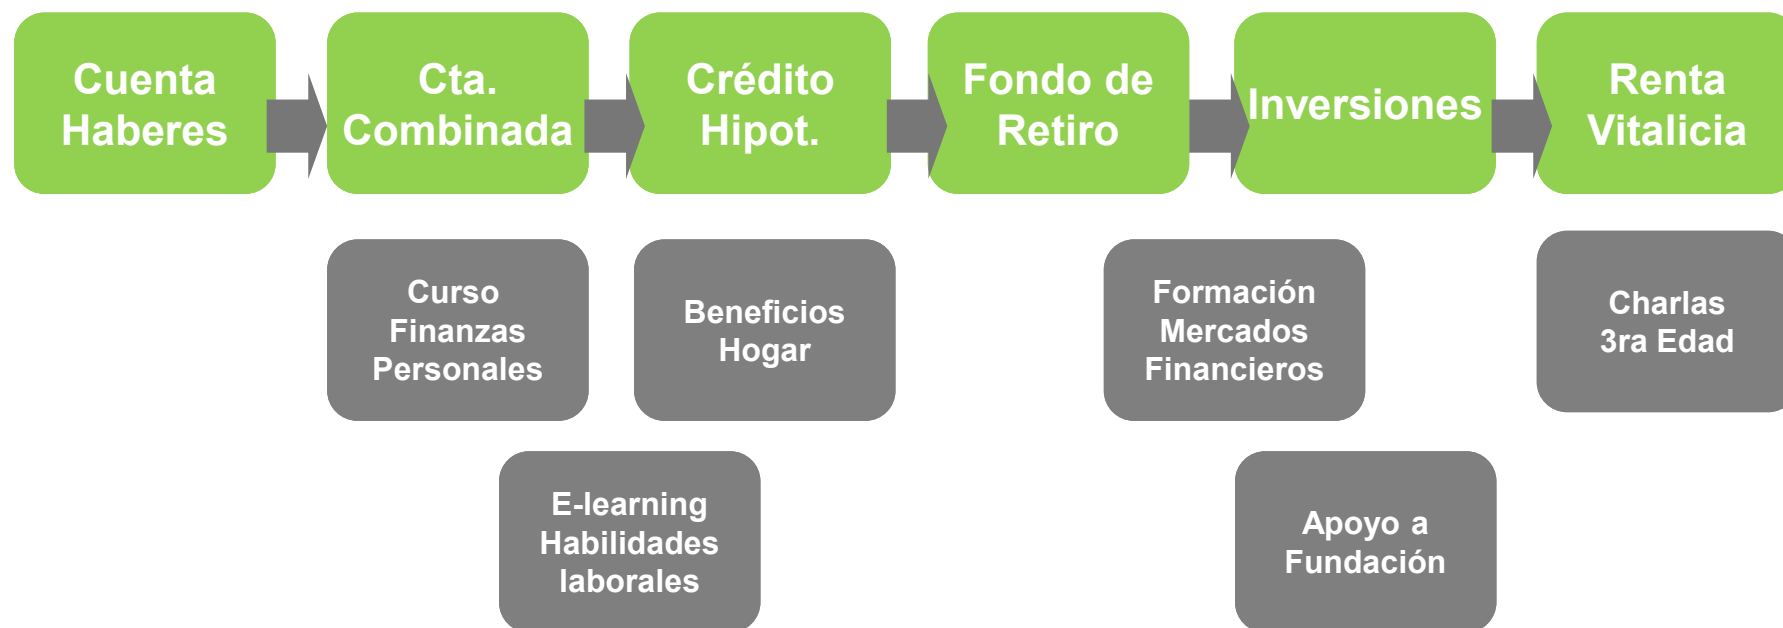 Cuenta
Haberes
Cta.
Combinada
Crédito
Hipot.
Fondo de
Retiro
Inversiones
Renta
Vitalicia
Curso
Finanzas
Personales
Beneficios
Hogar
Formación
Mercados
Financieros
Charlas
3ra Edad
E-learning
Habilidades
laborales
Apoyo a
Fundación